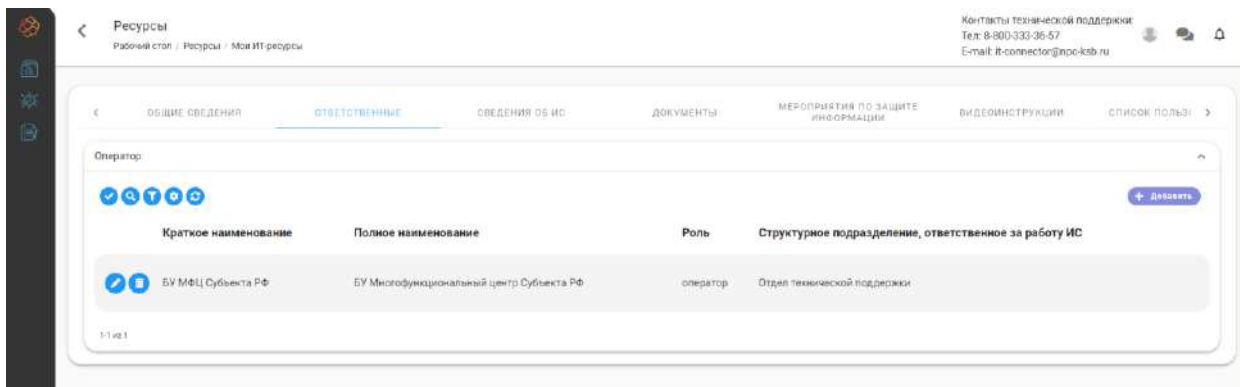 Ресурсы
Рабочий стол / Ресурсы / Мои ИТ-ресурсы
Контакты технической поддержки:
Тел: 8-800-333-36-57
E-mail: it-connector@npc-ksb.ru
ОБЩИЕ СВЕДЕНИЯ
ОТВЕТСТВЕННЫЕ
СВЕДЕНИЯ ОБ ИС
ДОКУМЕНТЫ
МЕРОПРИЯТИЯ ПО ЗАЩИТЕ
ИНФОРМАЦИИ
ВИДЕОИНСТРУКЦИИ
СПИСОК ПОЛЬЗ
Оператор
+ Добавить
Краткое наименование Полное наименование Роль Структурное подразделение, ответственное за работу ИС
БУ МФЦ Субъекта РФ БУ Многофункциональный центр Субъекта РФ оператор Отдел технической поддержки
1-1 из 1